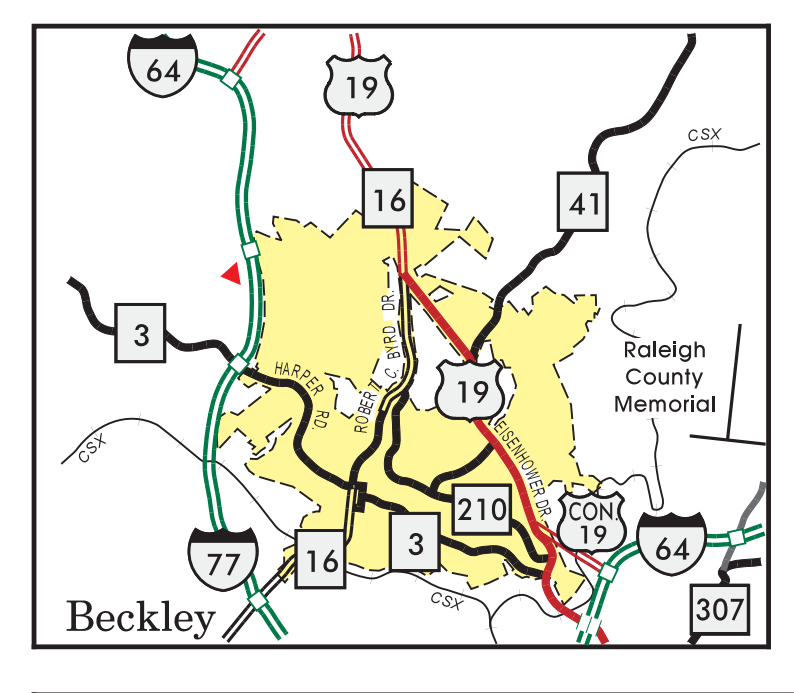 64
19
CSX
16
41
3
Raleigh
County
Memorial
HARPER RD.
ROBERT C. BYRD DR.
19
EISENHOWER DR.
CSX
210
CON.
19
3
64
77
16
CSX
307
Beckley